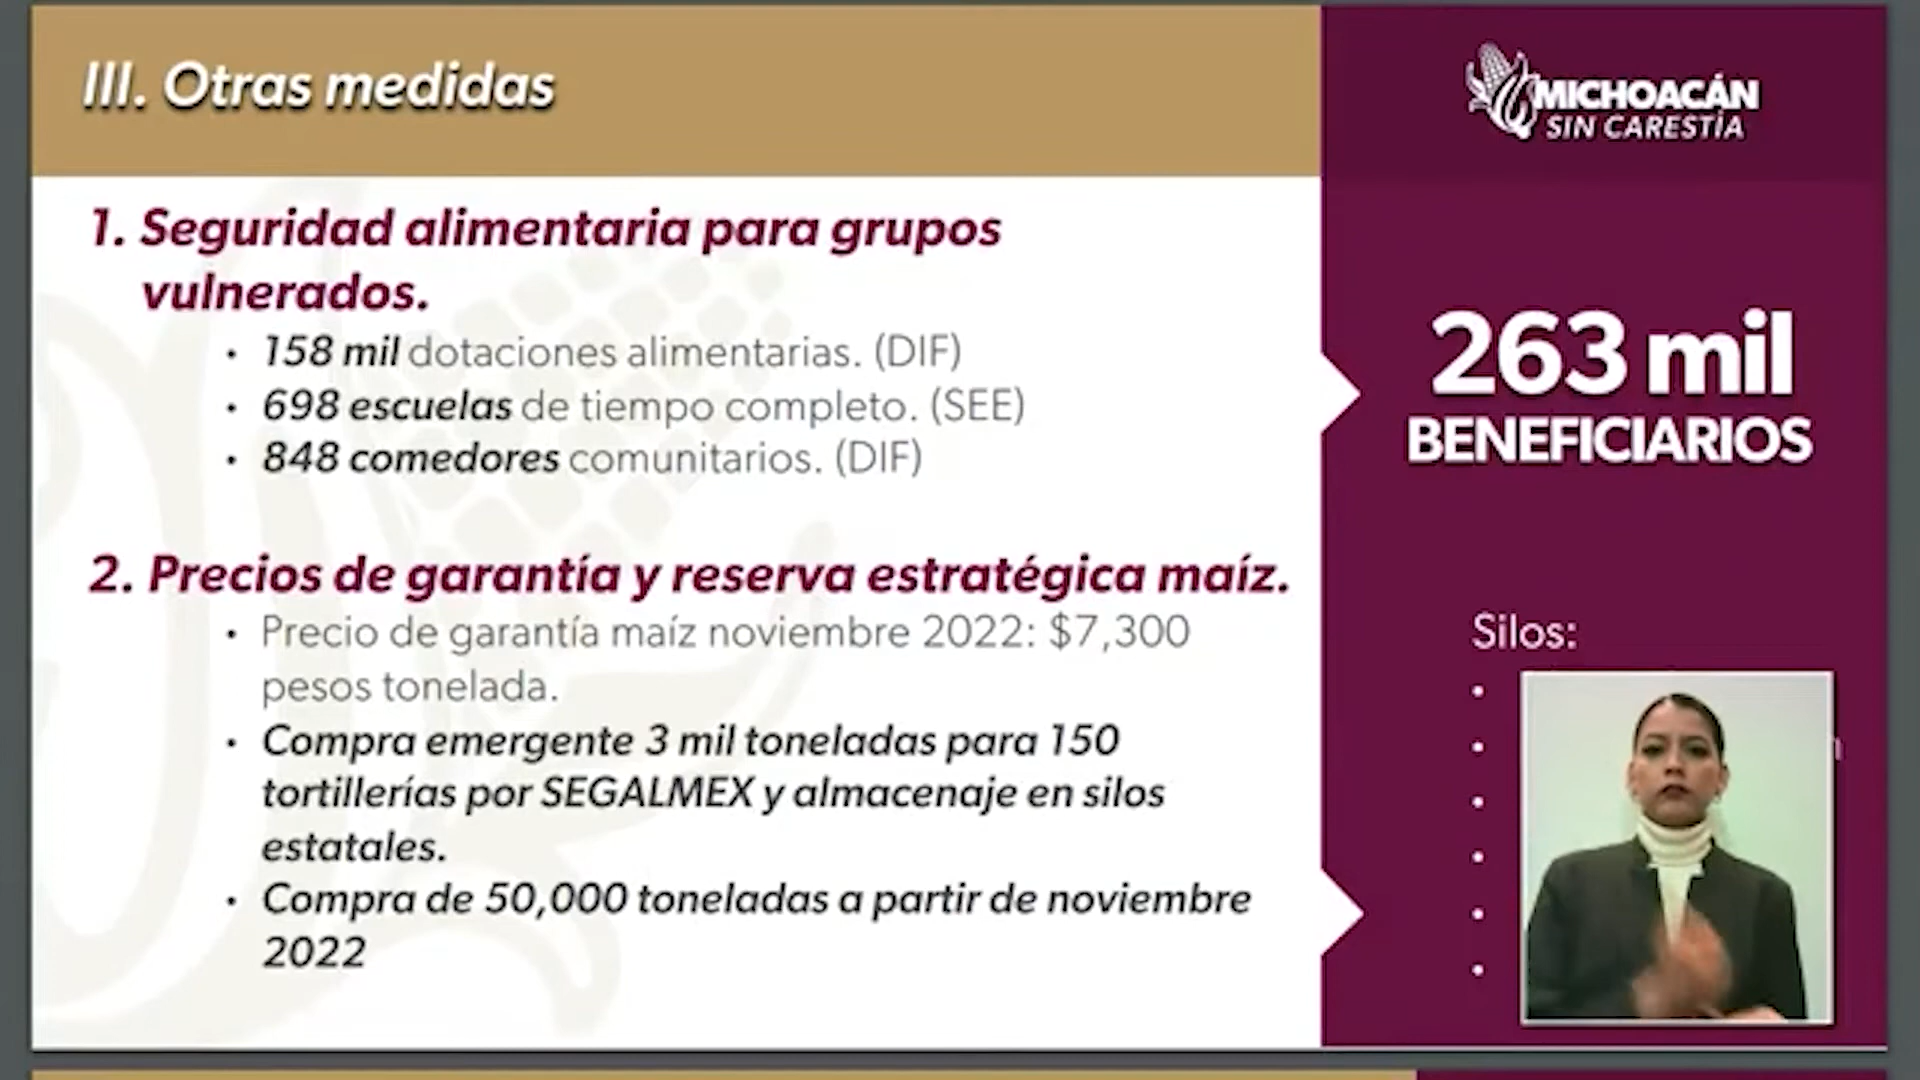 III. Otras medidas
MICHOACÁN
SIN CARESTÍA
1. Seguridad alimentaria para grupos
vulnerados.
• 158 mil dotaciones alimentarias. (DIF)
• 698 escuelas de tiempo completo. (SEE)
• 848 comedores comunitarios. (DIF)
263 mil
BENEFICIARIOS
2. Precios de garantía y reserva estratégica maíz.
• Precio de garantía maíz noviembre 2022: $7,300
pesos tonelada.
• Compra emergente 3 mil toneladas para 150
tortillerías por SEGALMEX y almacenaje en silos
estatales.
• Compra de 50,000 toneladas a partir de noviembre
2022
Silos: